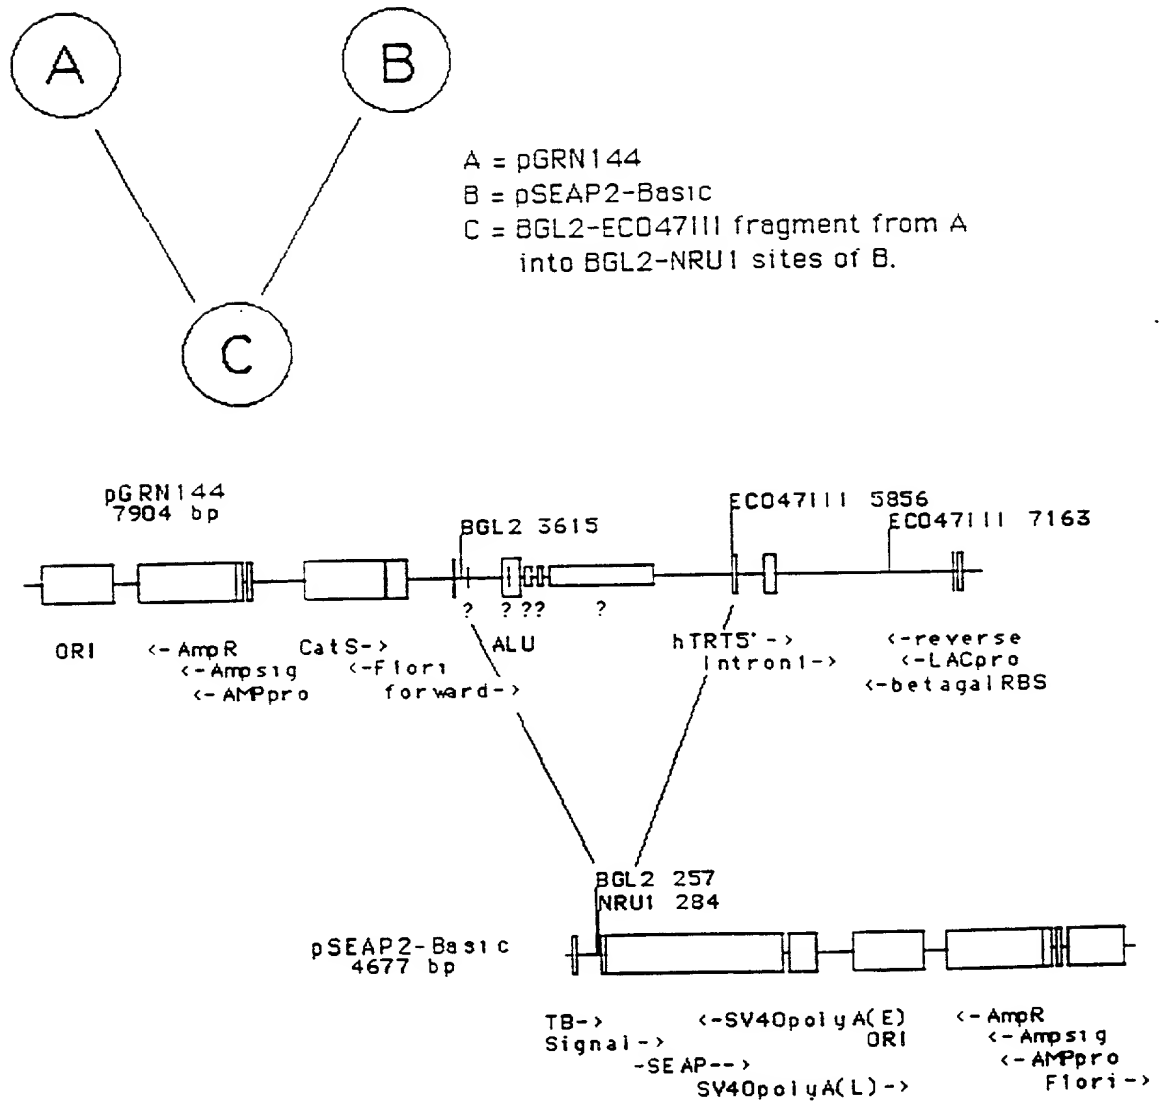 A
B
A = pGRN144
B = pSEAP2-Basic
C = BGL2-ECO47III fragment from A
into BGL2-NRU1 sites of B.
C
pGRN144
7904 bp
BGL2 3615
ECO47III 5856
ECO47III 7163
? ? ?? ?
ORI <-AmpR CatS-> ALU hTRT5'-> <-reverse
<-Ampsig <-F1ori Intron1-> <-LACpro
<-AMPpro forward-> <-betagalRBS
BGL2 257
NRU1 284
pSEAP2-Basic
4677 bp
TB-> <-SV40polyA(E) <-AmpR
Signal-> ORI <-Ampsig
-SEAP--> <-AMPpro
SV40polyA(L)-> F1ori->